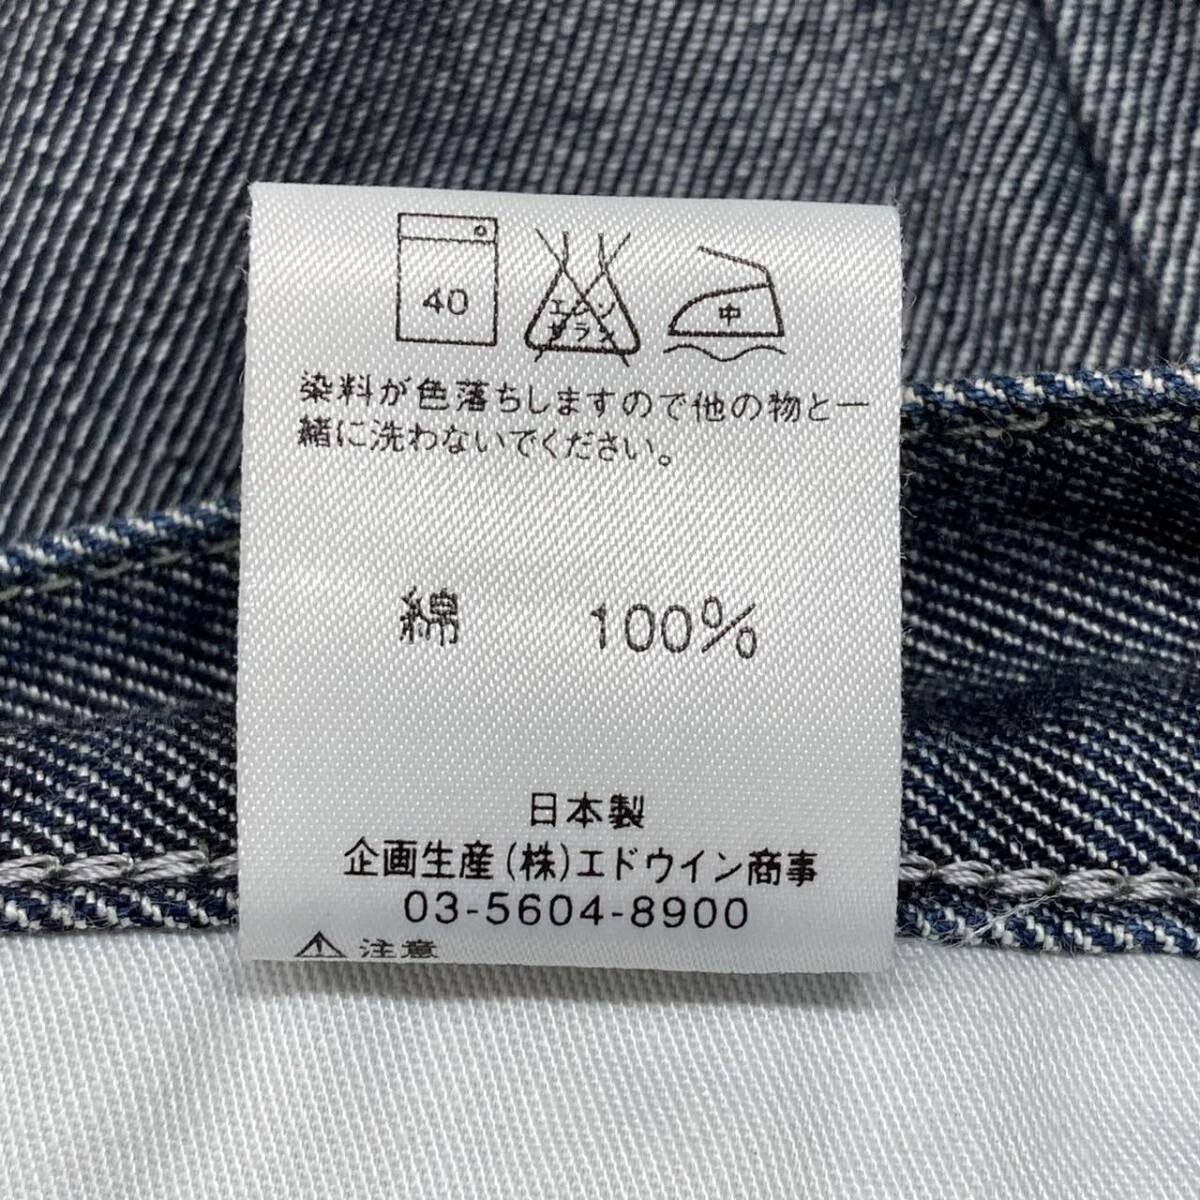 40
エンソ
サラシ
中
染料が色落ちしますので他の物と一
緒に洗わないでください。
綿 100%
日本製
企画生産(株)エドウイン商事
03-5604-8900
⚠ 注意